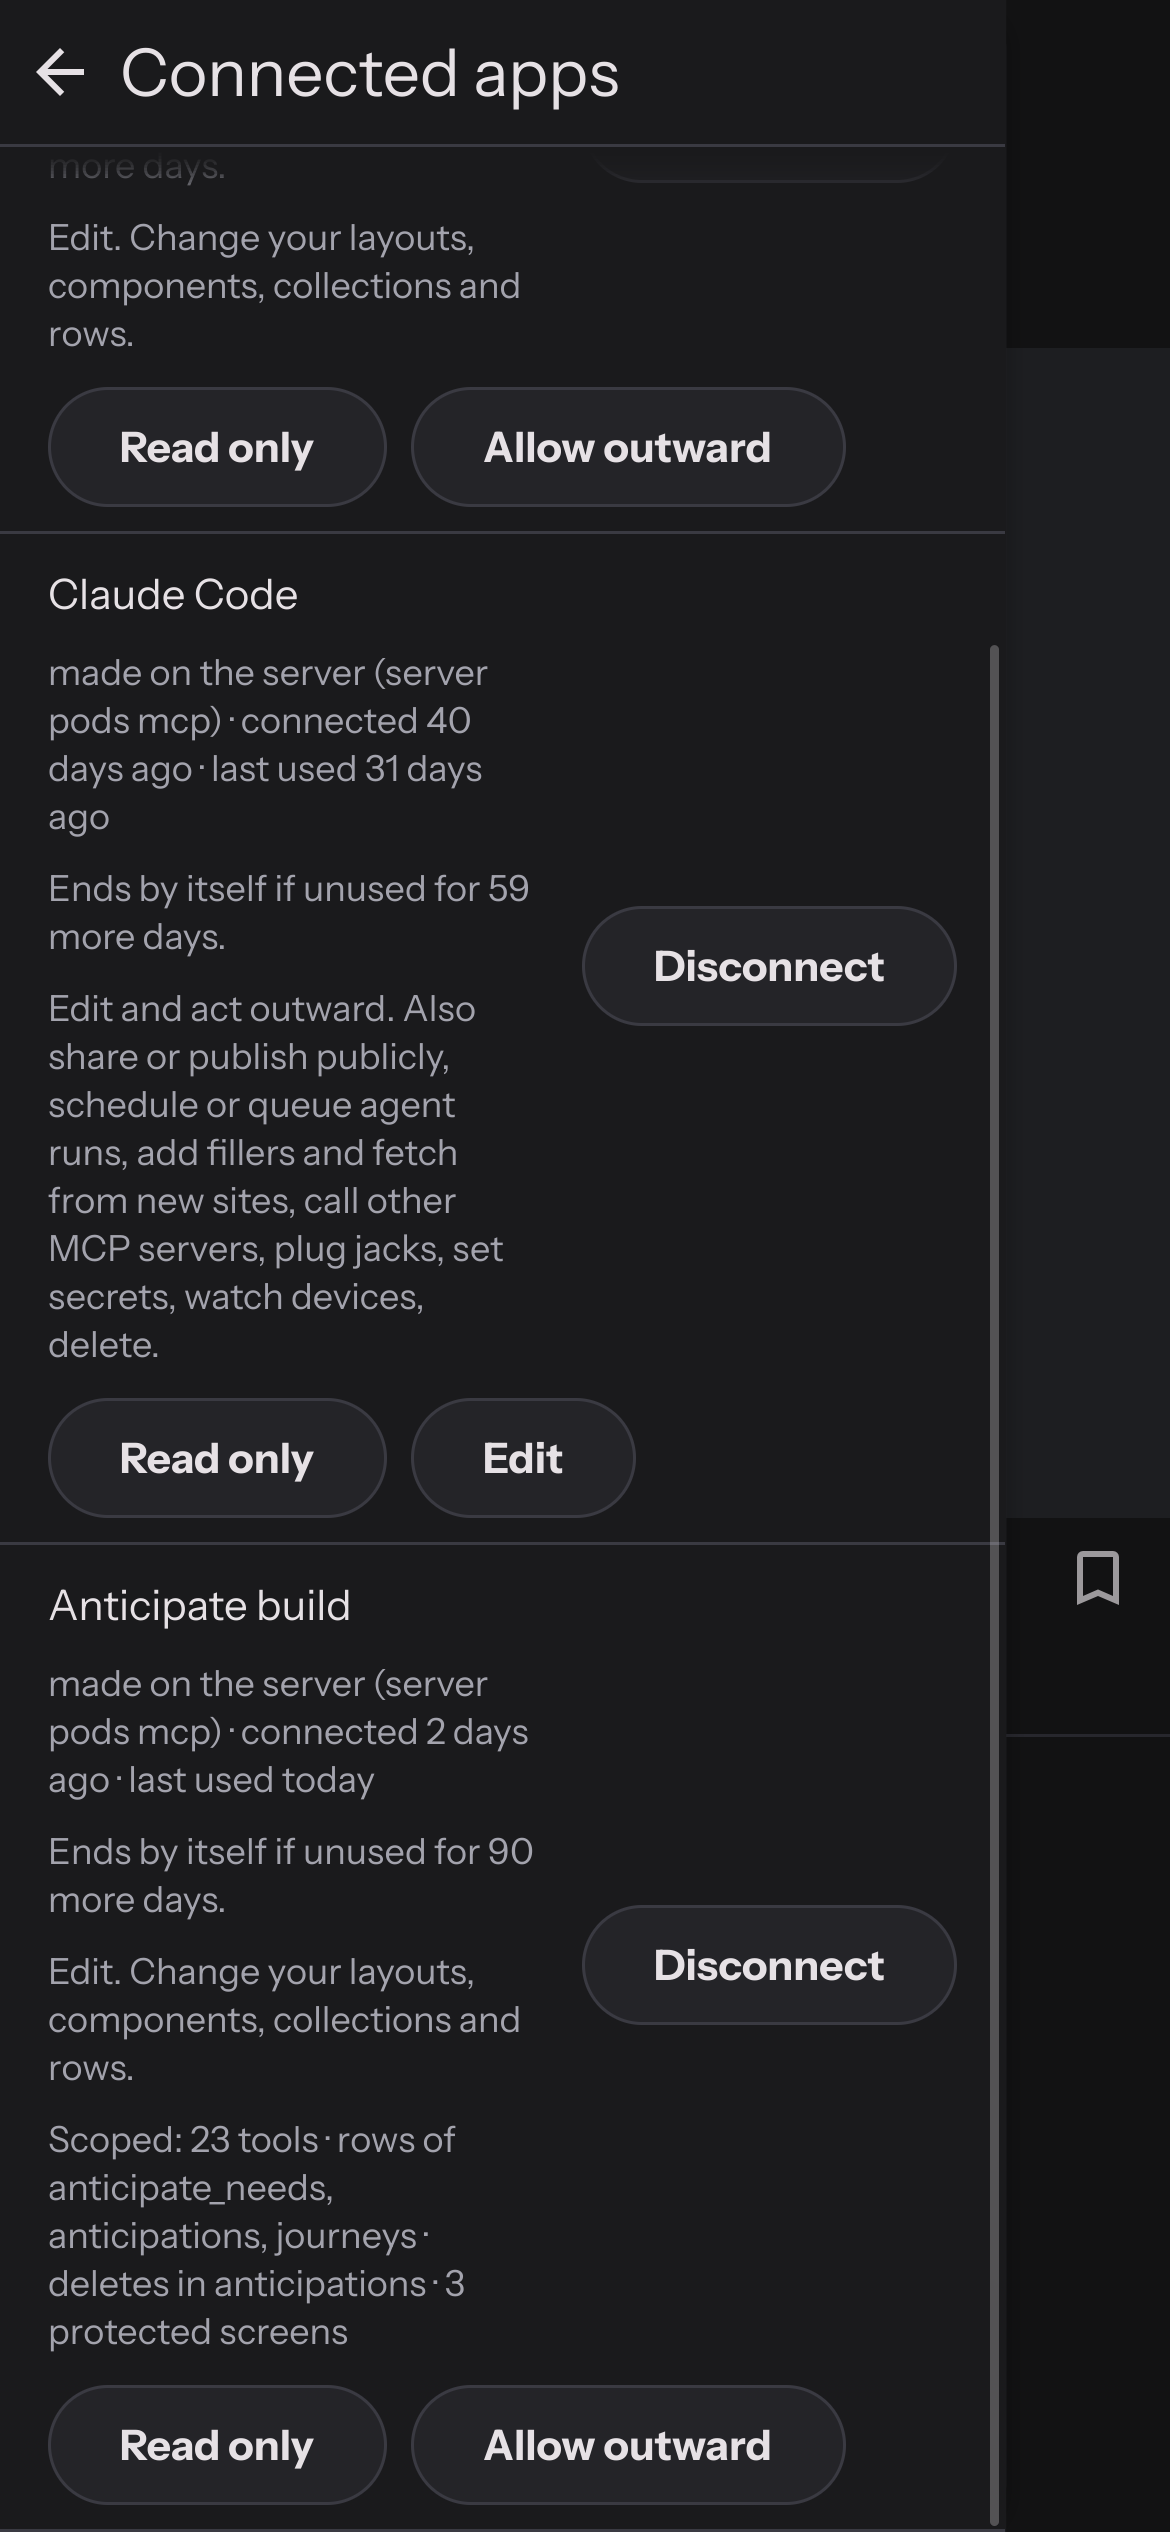 Connected apps
more days.
Edit. Change your layouts,
components, collections and
rows.
Read only
Allow outward
Claude Code
made on the server (server
pods mcp) · connected 40
days ago · last used 31 days
ago
Ends by itself if unused for 59
more days.
Disconnect
Edit and act outward. Also
share or publish publicly,
schedule or queue agent
runs, add fillers and fetch
from new sites, call other
MCP servers, plug jacks, set
secrets, watch devices,
delete.
Read only
Edit
Anticipate build
made on the server (server
pods mcp) · connected 2 days
ago · last used today
Ends by itself if unused for 90
more days.
Disconnect
Edit. Change your layouts,
components, collections and
rows.
Scoped: 23 tools · rows of
anticipate_needs,
anticipations, journeys ·
deletes in anticipations · 3
protected screens
Read only
Allow outward